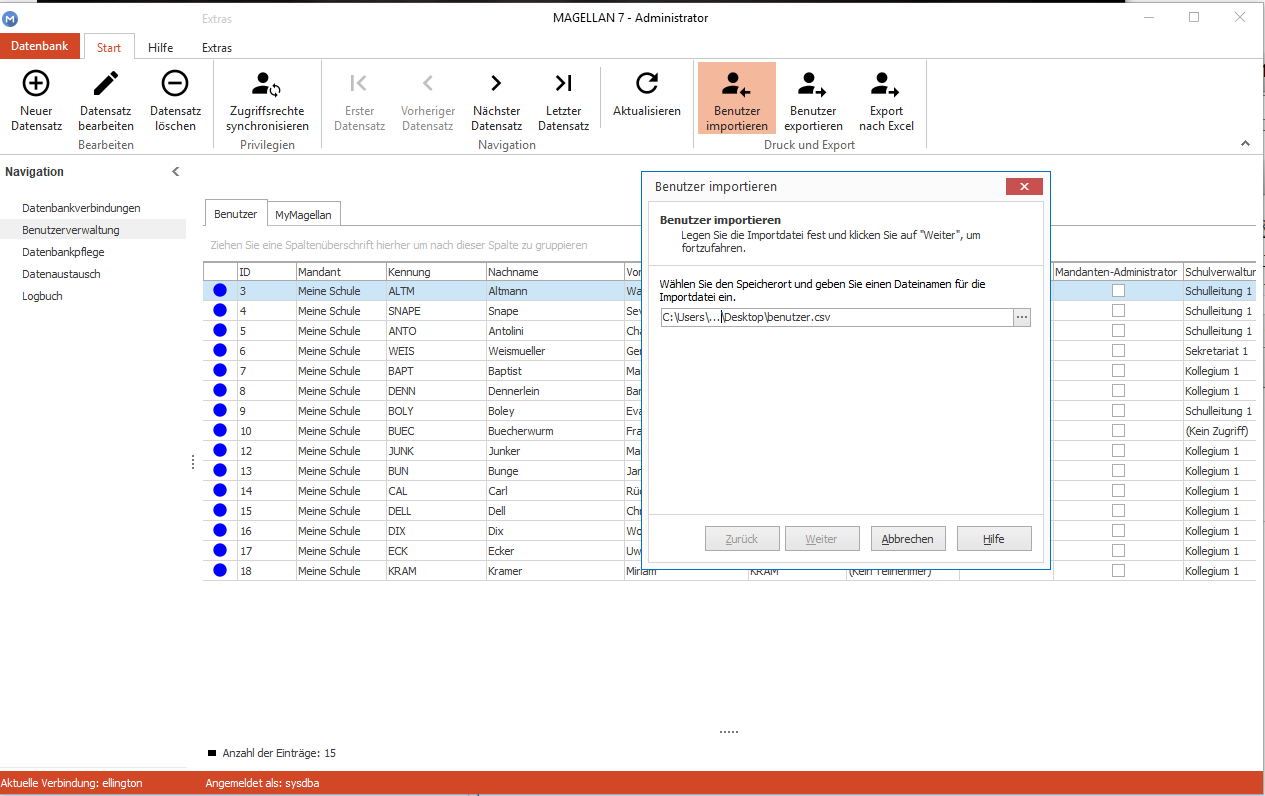 Extras
MAGELLAN 7 - Administrator
Datenbank Start Hilfe Extras
Neuer Datensatz
Datensatz bearbeiten
Datensatz löschen
Bearbeiten
Zugriffsrechte synchronisieren
Privilegien
Erster Datensatz
Vorheriger Datensatz
Nächster Datensatz
Letzter Datensatz
Aktualisieren
Navigation
Benutzer importieren
Benutzer exportieren
Export nach Excel
Druck und Export
Navigation
Datenbankverbindungen
Benutzerverwaltung
Datenbankpflege
Datenaustausch
Logbuch
Benutzer MyMagellan
Ziehen Sie eine Spaltenüberschrift hierher um nach dieser Spalte zu gruppieren
ID Mandant Kennung Nachname Vor Mandanten-Administrator Schulverwaltur
3 Meine Schule ALTM Altmann Wa Schulleitung 1
4 Meine Schule SNAPE Snape Sev Schulleitung 1
5 Meine Schule ANTO Antolini Cha Schulleitung 1
6 Meine Schule WEIS Weismueller Ger Sekretariat 1
7 Meine Schule BAPT Baptist Mar Kollegium 1
8 Meine Schule DENN Dennerlein Bar Kollegium 1
9 Meine Schule BOLY Boley Eva Schulleitung 1
10 Meine Schule BUEC Buecherwurm Fra (Kein Zugriff)
12 Meine Schule JUNK Junker Ma Kollegium 1
13 Meine Schule BUN Bunge Jan Kollegium 1
14 Meine Schule CAL Carl Rüd Kollegium 1
15 Meine Schule DELL Dell Chr Kollegium 1
16 Meine Schule DIX Dix Wo Kollegium 1
17 Meine Schule ECK Ecker Uw Kollegium 1
18 Meine Schule KRAM Kramer Miriam KRAM (Kein Teilnehmer) Kollegium 1
Benutzer importieren
Benutzer importieren
Legen Sie die Importdatei fest und klicken Sie auf "Weiter", um
fortzufahren.
Wählen Sie den Speicherort und geben Sie einen Dateinamen für die
Importdatei ein.
C:\Users\...\Desktop\benutzer.csv
Zurück Weiter Abbrechen Hilfe
Anzahl der Einträge: 15
Aktuelle Verbindung: ellington Angemeldet als: sysdba